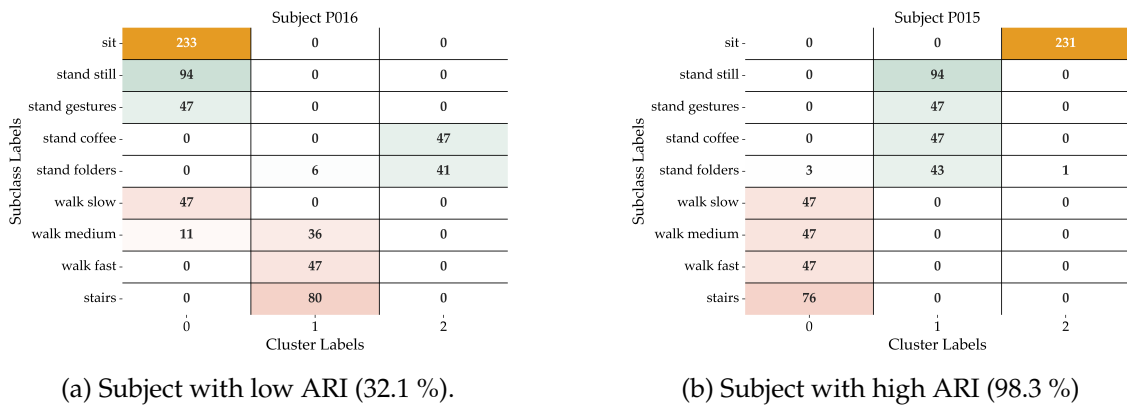 Subject P016
Subclass Labels
sit 233 0 0
stand still 94 0 0
stand gestures 47 0 0
stand coffee 0 0 47
stand folders 0 6 41
walk slow 47 0 0
walk medium 11 36 0
walk fast 0 47 0
stairs 0 80 0
0 1 2
Cluster Labels
(a) Subject with low ARI (32.1 %).
Subject P015
Subclass Labels
sit 0 0 231
stand still 0 94 0
stand gestures 0 47 0
stand coffee 0 47 0
stand folders 3 43 1
walk slow 47 0 0
walk medium 47 0 0
walk fast 47 0 0
stairs 76 0 0
0 1 2
Cluster Labels
(b) Subject with high ARI (98.3 %)